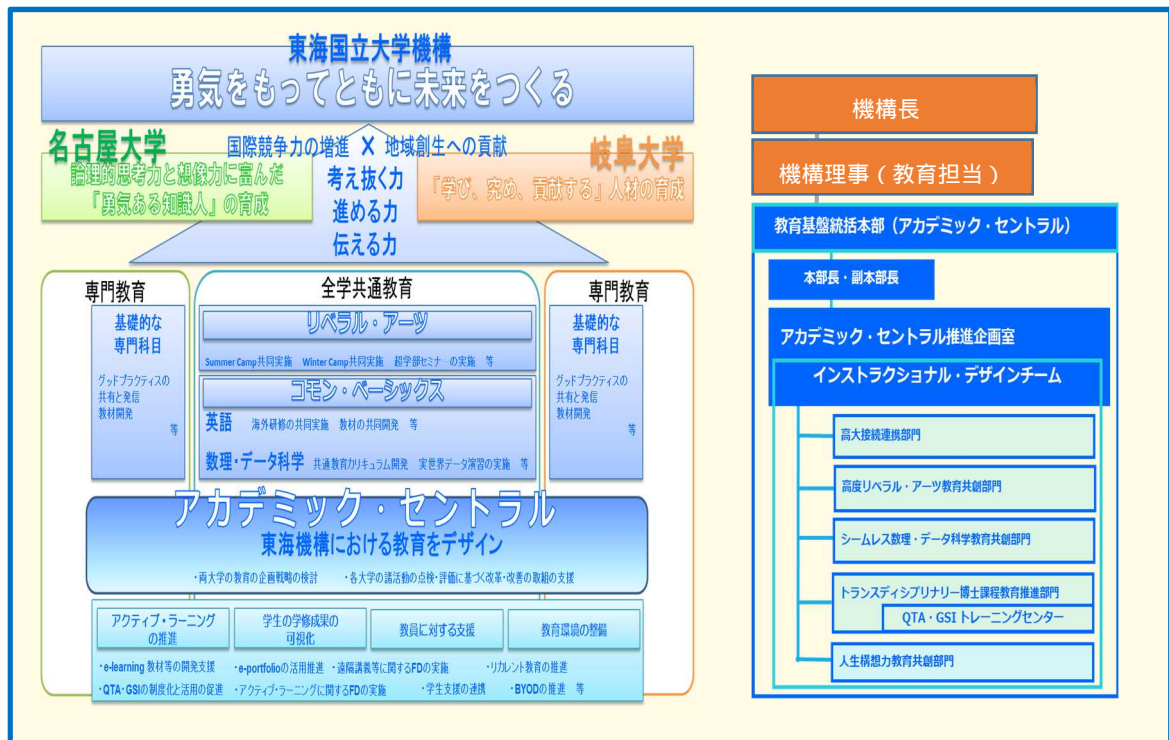 東海国立大学機構
勇気をもってともに未来をつくる
名古屋大学
国際競争力の増進 × 地域創生への貢献
岐阜大学
論理的思考力と想像力に富んだ
「勇気ある知識人」の育成
考え抜く力
進める力
伝える力
「学び、究め、貢献する」人材の育成
専門教育
基礎的な
専門科目
グッドプラクティスの
共有と発信
教材開発
等
全学共通教育
リベラル・アーツ
Summer Camp共同実施 Winter Camp共同実施 超学部セミナーの実施 等
コモン・ベーシックス
英語 海外研修の共同実施 教材の共同開発 等
数理・データ科学 共通教育カリキュラム開発 実世界データ演習の実施 等
専門教育
基礎的な
専門科目
グッドプラクティスの
共有と発信
教材開発
等
アカデミック・セントラル
東海機構における教育をデザイン
・両大学の教育の企画戦略の検討 ・各大学の諸活動の点検・評価に基づく改革・改善の取組の支援
アクティブ・ラーニング
の推進
学生の学修成果の
可視化
教員に対する支援
教育環境の整備
・e-learning 教材等の開発支援 ・e-portfolioの活用推進 ・遠隔講義等に関するFDの実施 ・リカレント教育の推進
・QTA・GSIの制度化と活用の促進 ・アクティブ・ラーニングに関するFDの実施 ・学生支援の連携 ・BYODの推進 等
機構長
機構理事（教育担当）
教育基盤統括本部（アカデミック・セントラル）
本部長・副本部長
アカデミック・セントラル推進企画室
インストラクショナル・デザインチーム
高大接続連携部門
高度リベラル・アーツ教育共創部門
シームレス数理・データ科学教育共創部門
トランスディシプリナリー博士課程教育推進部門
QTA・GSI トレーニングセンター
人生構想力教育共創部門